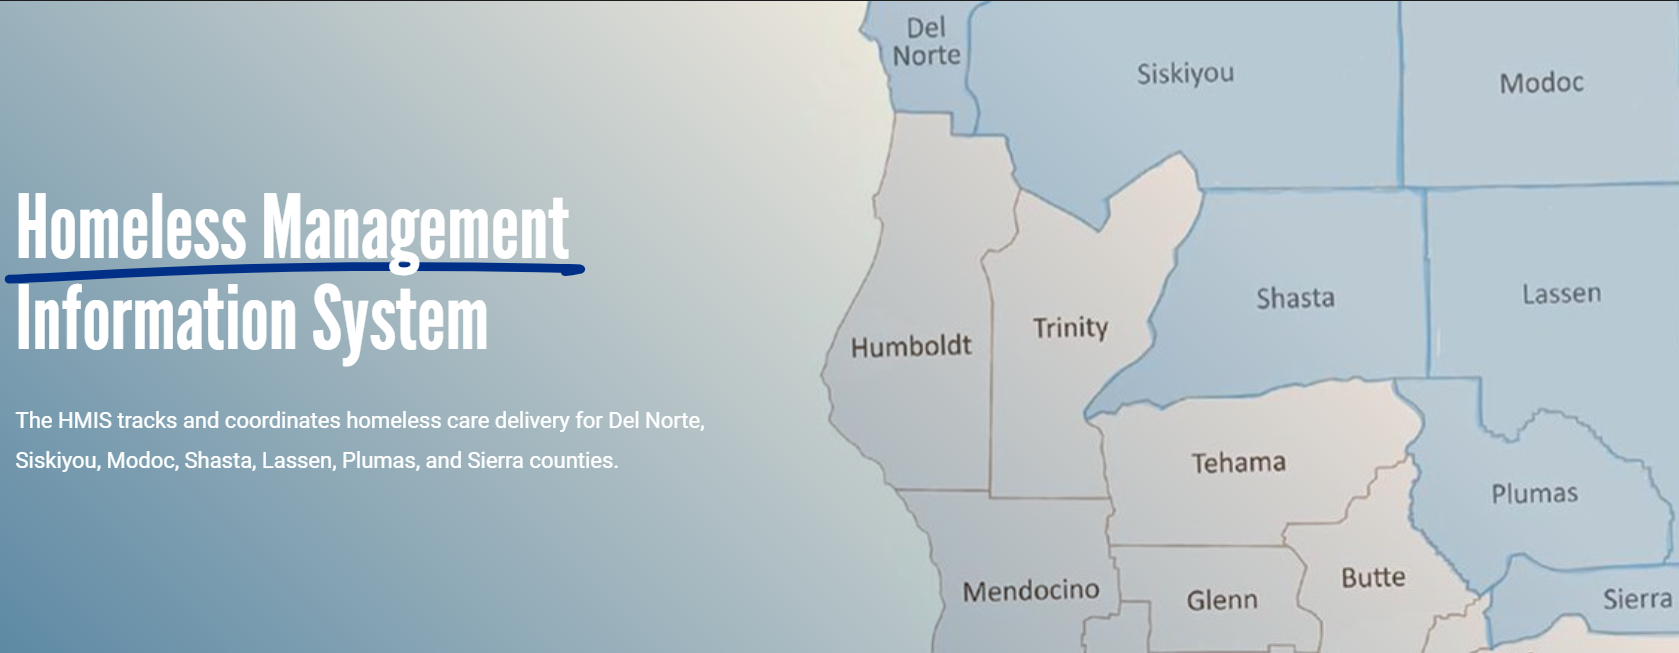 Homeless Management
Information System
The HMIS tracks and coordinates homeless care delivery for Del Norte,
Siskiyou, Modoc, Shasta, Lassen, Plumas, and Sierra counties.
Del
Norte
Siskiyou
Modoc
Humboldt
Trinity
Shasta
Lassen
Tehama
Plumas
Mendocino
Glenn
Butte
Sierra